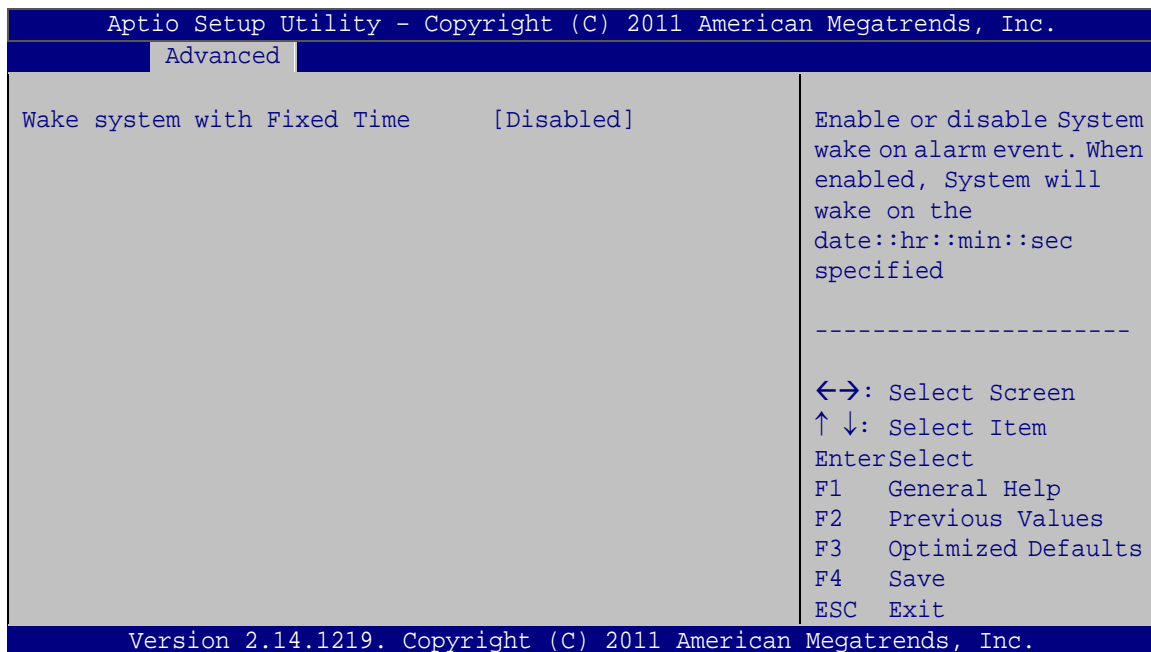 Aptio Setup Utility – Copyright (C) 2011 American Megatrends, Inc.
Advanced
Wake system with Fixed Time [Disabled]
Enable or disable System
wake on alarm event. When
enabled, System will
wake on the
date::hr::min::sec
specified
----------------------
←→: Select Screen
↑ ↓: Select Item
EnterSelect
F1 General Help
F2 Previous Values
F3 Optimized Defaults
F4 Save
ESC Exit
Version 2.14.1219. Copyright (C) 2011 American Megatrends, Inc.